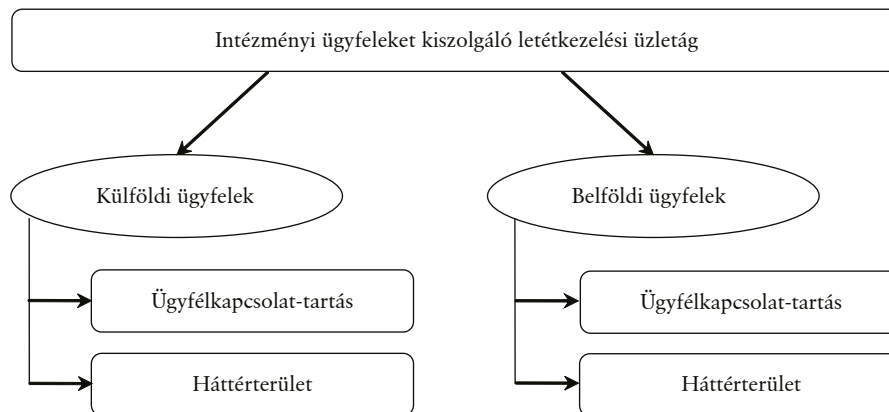 Intézményi ügyfeleket kiszolgáló letétkezelési üzletág
Külföldi ügyfelek
Belföldi ügyfelek
Ügyfélkapcsolat-tartás
Ügyfélkapcsolat-tartás
Háttérterület
Háttérterület